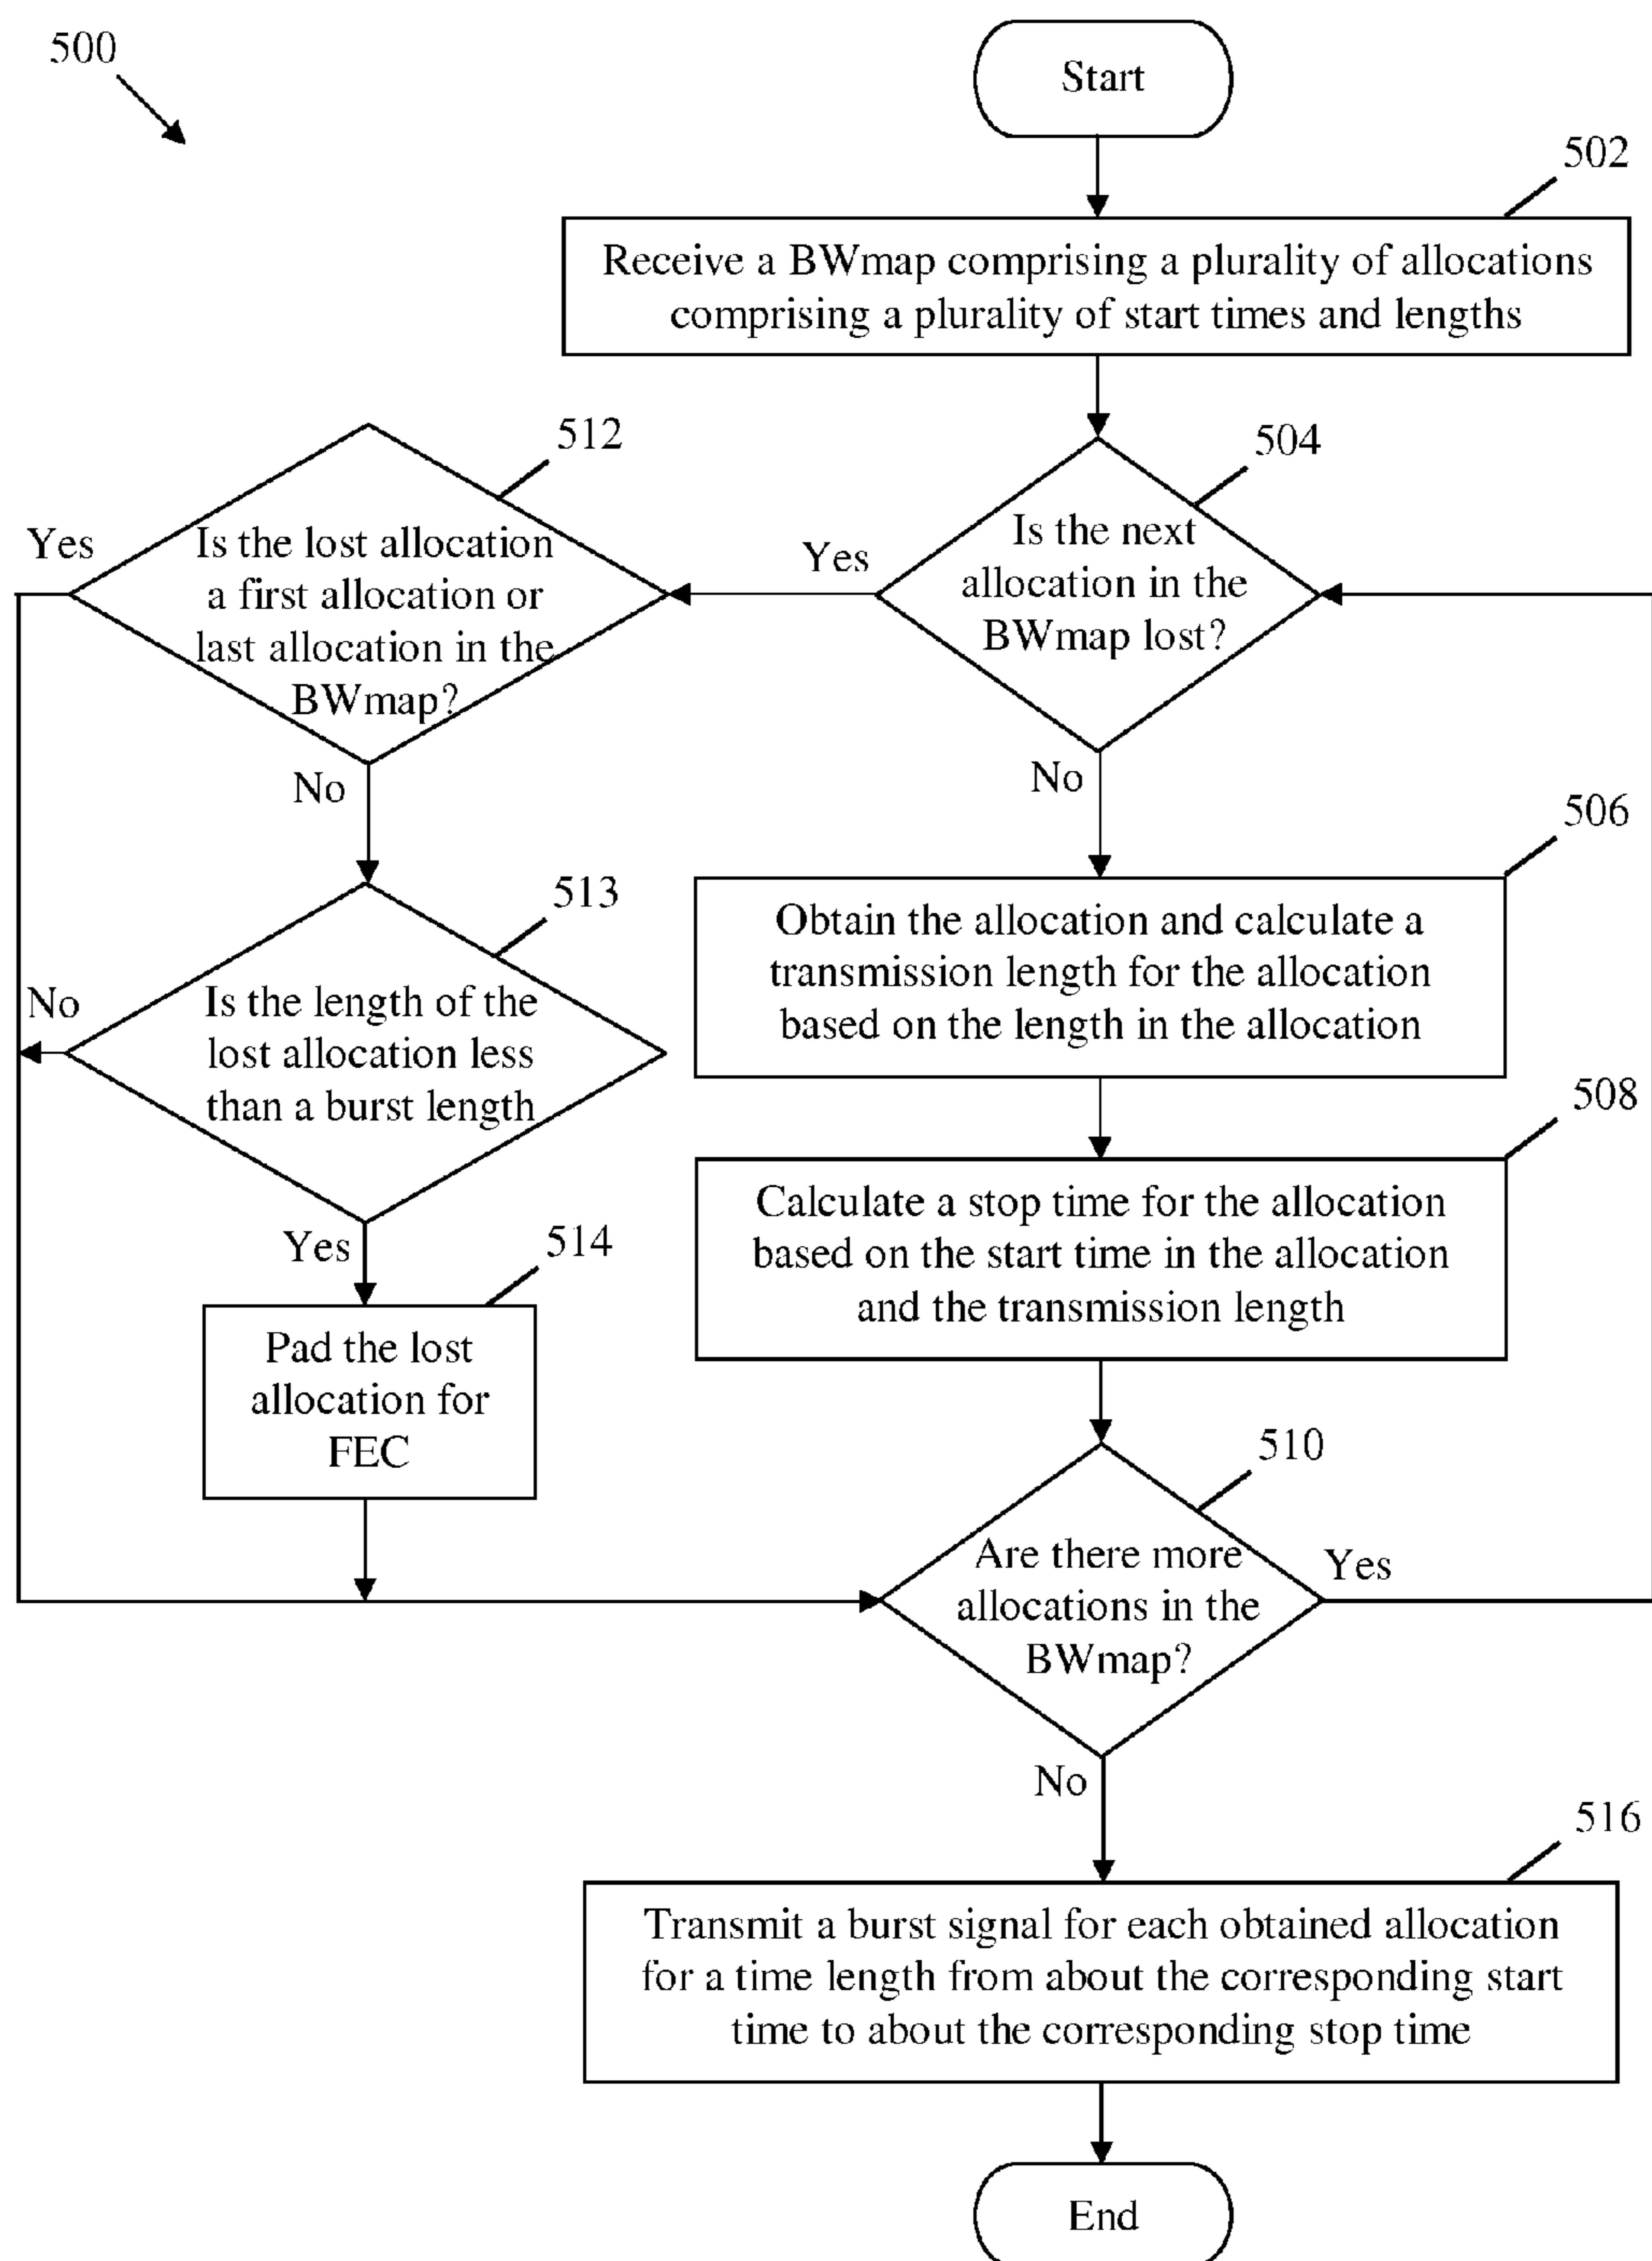 500
Start
502
Receive a BWmap comprising a plurality of allocations
comprising a plurality of start times and lengths
504
Is the next
allocation in the
BWmap lost?
Yes
No
512
Is the lost allocation
a first allocation or
last allocation in the
BWmap?
Yes
No
513
Is the length of the
lost allocation less
than a burst length
No
Yes
514
Pad the lost
allocation for
FEC
506
Obtain the allocation and calculate a
transmission length for the allocation
based on the length in the allocation
508
Calculate a stop time for the allocation
based on the start time in the allocation
and the transmission length
510
Are there more
allocations in the
BWmap?
Yes
No
516
Transmit a burst signal for each obtained allocation
for a time length from about the corresponding start
time to about the corresponding stop time
End